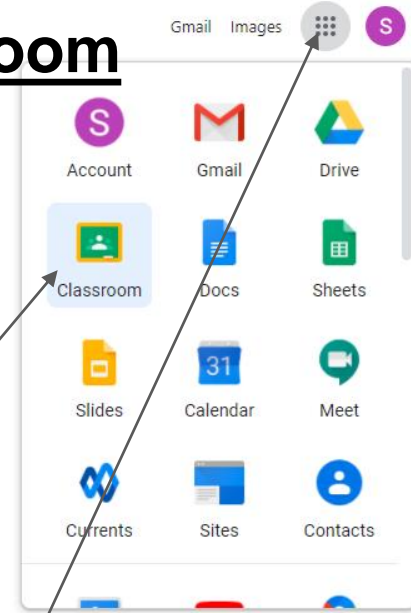 Gmail Images S
oom
S
Account Gmail Drive
Classroom Docs Sheets
31
Slides Calendar Meet
Currents Sites Contacts